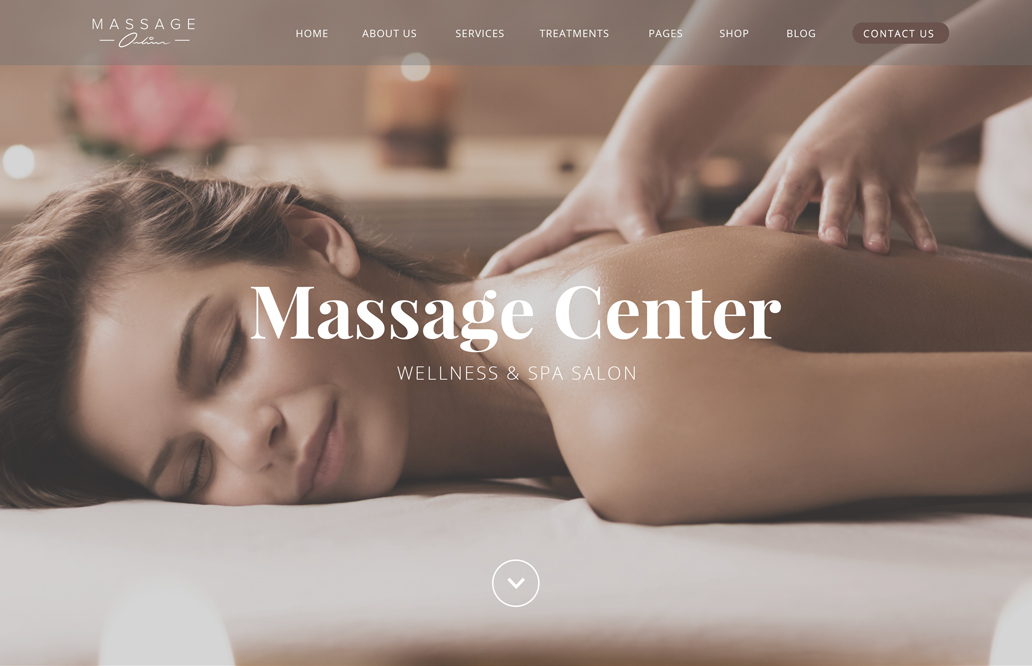 MASSAGE
Online
HOME ABOUT US SERVICES TREATMENTS PAGES SHOP BLOG CONTACT US
Massage Center
WELLNESS & SPA SALON